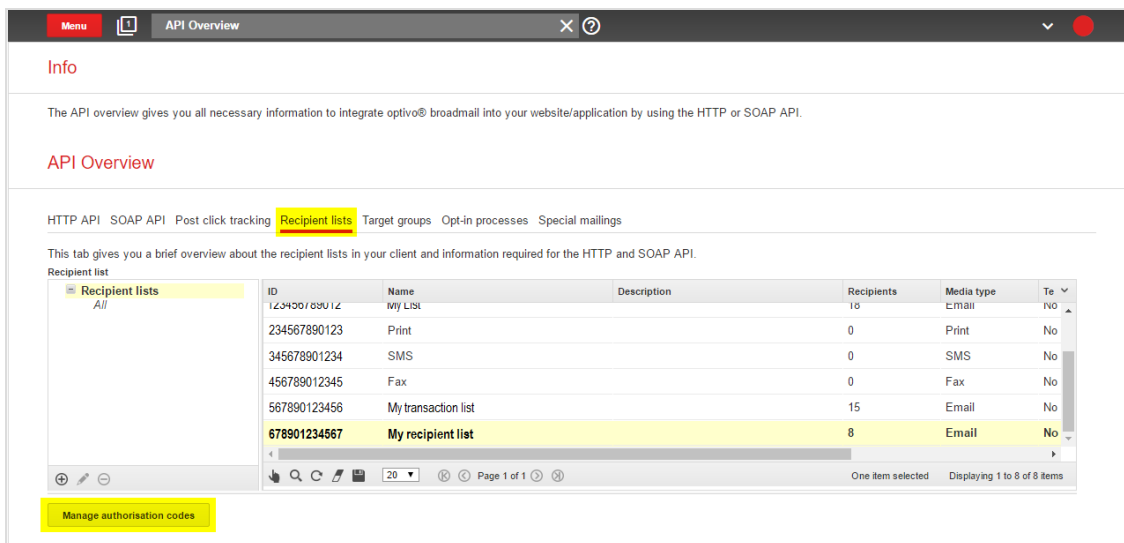 Menu 1 API Overview
Info
The API overview gives you all necessary information to integrate optivo® broadmail into your website/application by using the HTTP or SOAP API.
API Overview
HTTP API SOAP API Post click tracking Recipient lists Target groups Opt-in processes Special mailings
This tab gives you a brief overview about the recipient lists in your client and information required for the HTTP and SOAP API.
Recipient list
Recipient lists
All
ID Name Description Recipients Media type Te
123456789012 My List 18 Email No
234567890123 Print 0 Print No
345678901234 SMS 0 SMS No
456789012345 Fax 0 Fax No
567890123456 My transaction list 15 Email No
678901234567 My recipient list 8 Email No
20 Page 1 of 1 One item selected Displaying 1 to 8 of 8 items
Manage authorisation codes